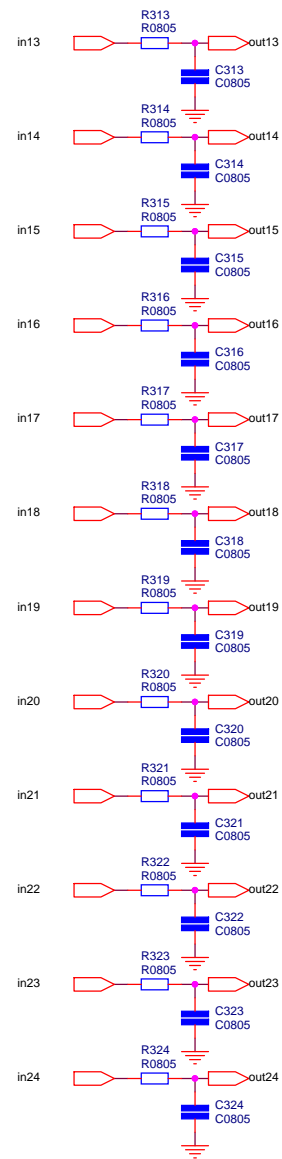 R313
R0805
in13
out13
C313
C0805
R314
R0805
in14
out14
C314
C0805
R315
R0805
in15
out15
C315
C0805
R316
R0805
in16
out16
C316
C0805
R317
R0805
in17
out17
C317
C0805
R318
R0805
in18
out18
C318
C0805
R319
R0805
in19
out19
C319
C0805
R320
R0805
in20
out20
C320
C0805
R321
R0805
in21
out21
C321
C0805
R322
R0805
in22
out22
C322
C0805
R323
R0805
in23
out23
C323
C0805
R324
R0805
in24
out24
C324
C0805